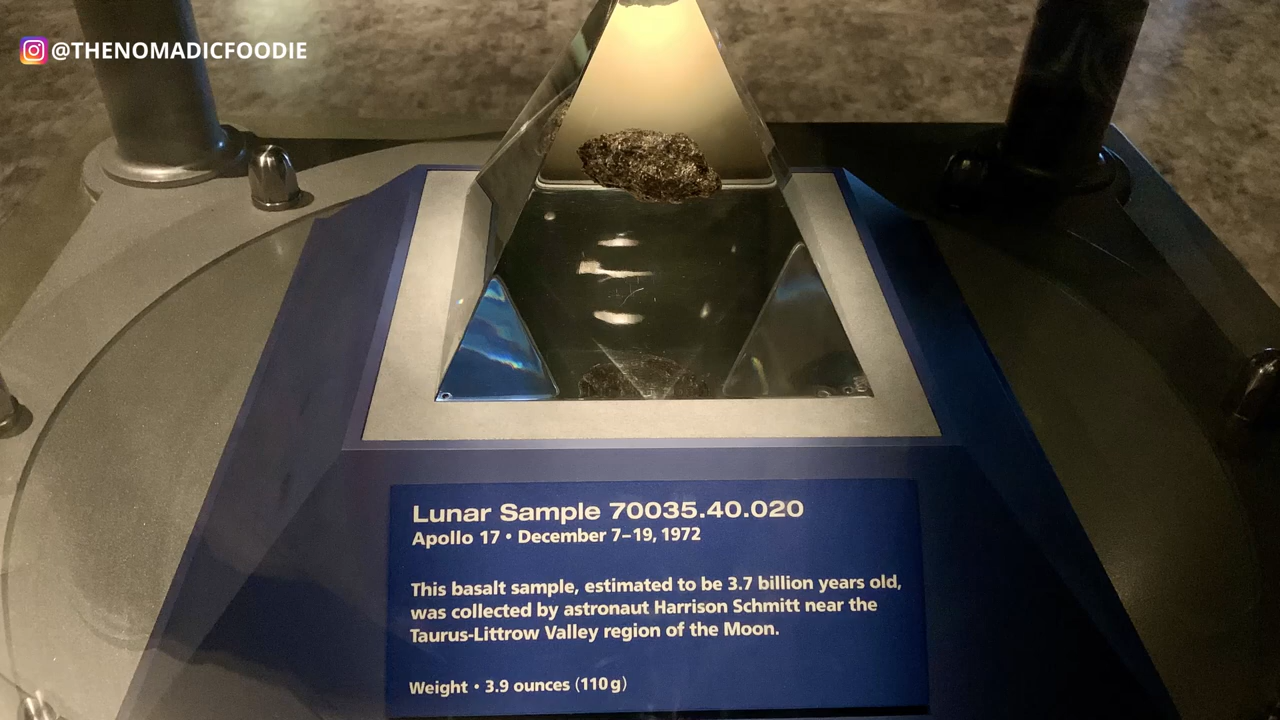 @THENOMADICFOODIE
Lunar Sample 70035.40.020
Apollo 17 • December 7–19, 1972
This basalt sample, estimated to be 3.7 billion years old,
was collected by astronaut Harrison Schmitt near the
Taurus-Littrow Valley region of the Moon.
Weight • 3.9 ounces (110 g)